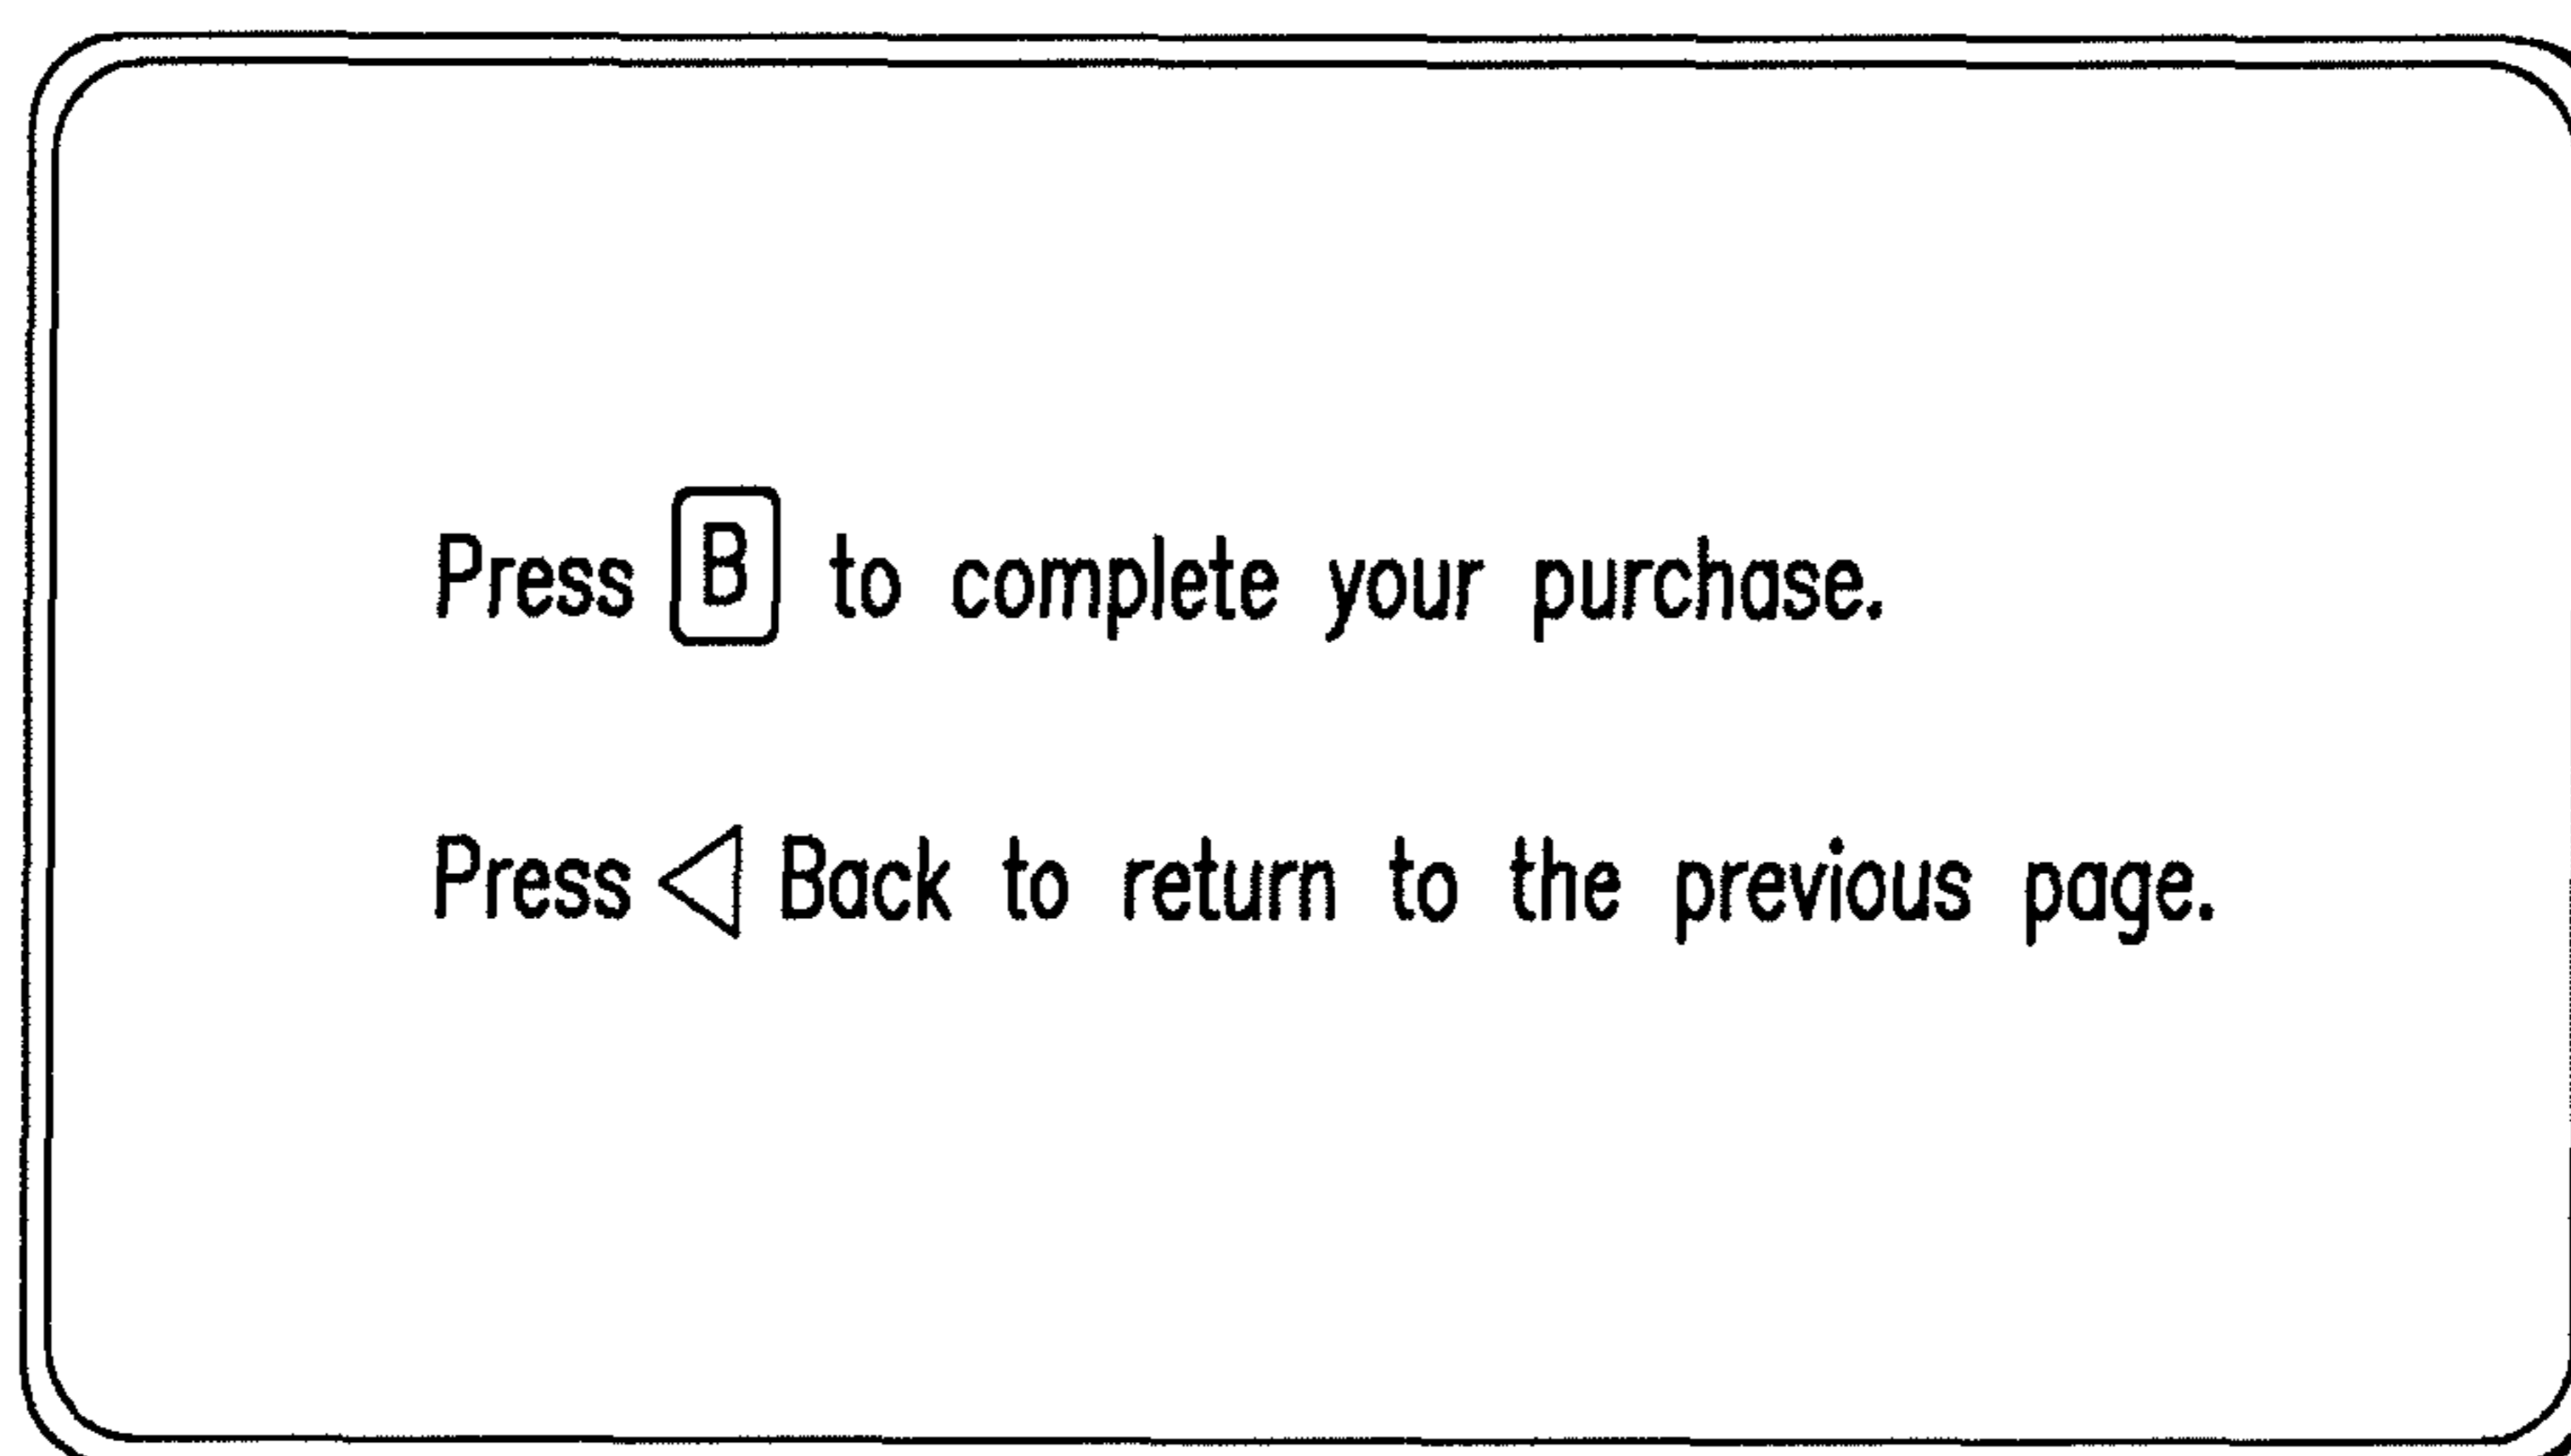 Press B to complete your purchase.
Press ◁ Back to return to the previous page.